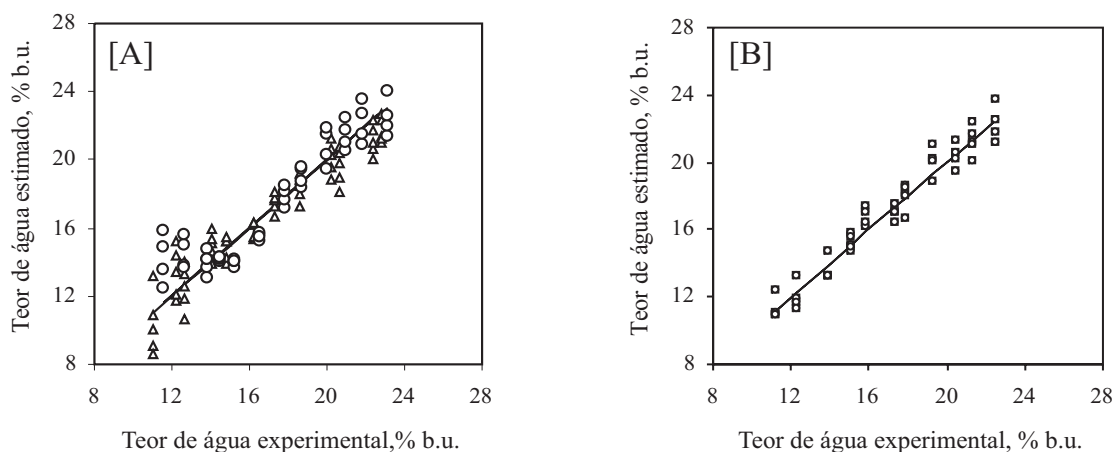 [A]
Teor de água estimado, % b.u.
28
24
20
16
12
8
8 12 16 20 24 28
Teor de água experimental,% b.u.
[B]
Teor de água estimado, % b.u.
28
24
20
16
12
8
8 12 16 20 24 28
Teor de água experimental, % b.u.